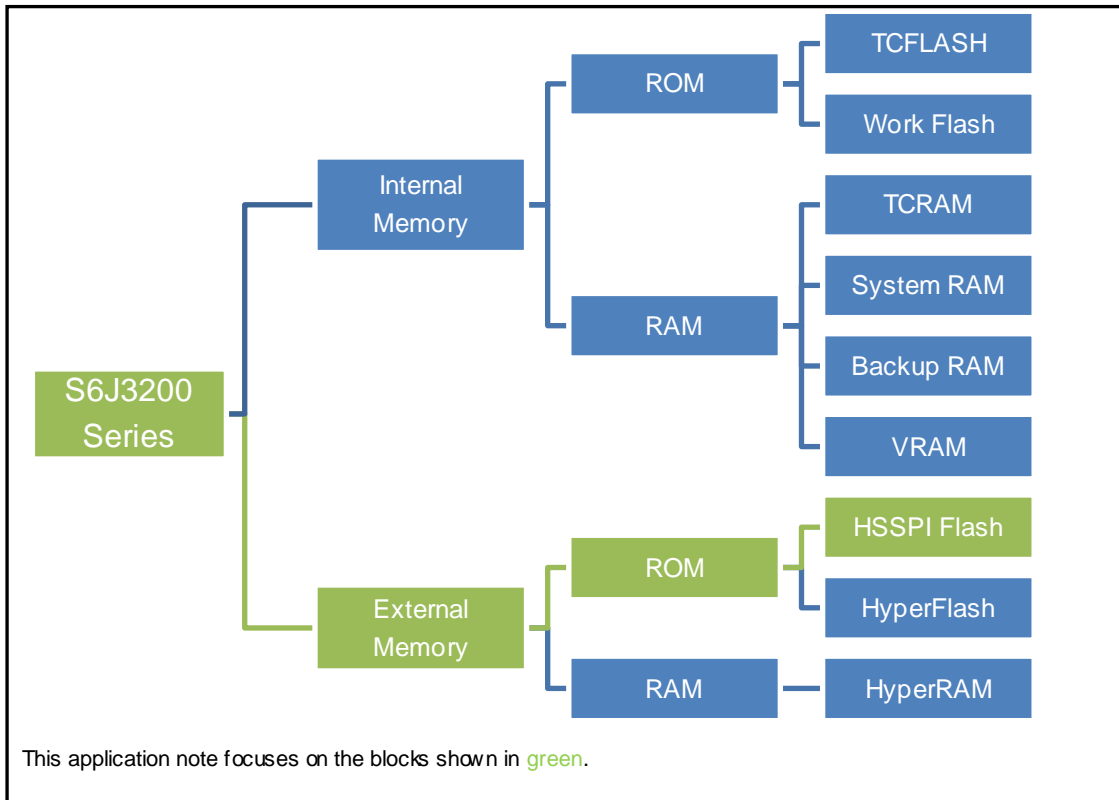 TCFLASH
ROM
Work Flash
Internal
Memory
TCRAM
System RAM
RAM
Backup RAM
S6J3200
Series
VRAM
HSSPI Flash
ROM
External
Memory
HyperFlash
RAM
HyperRAM
This application note focuses on the blocks shown in green.